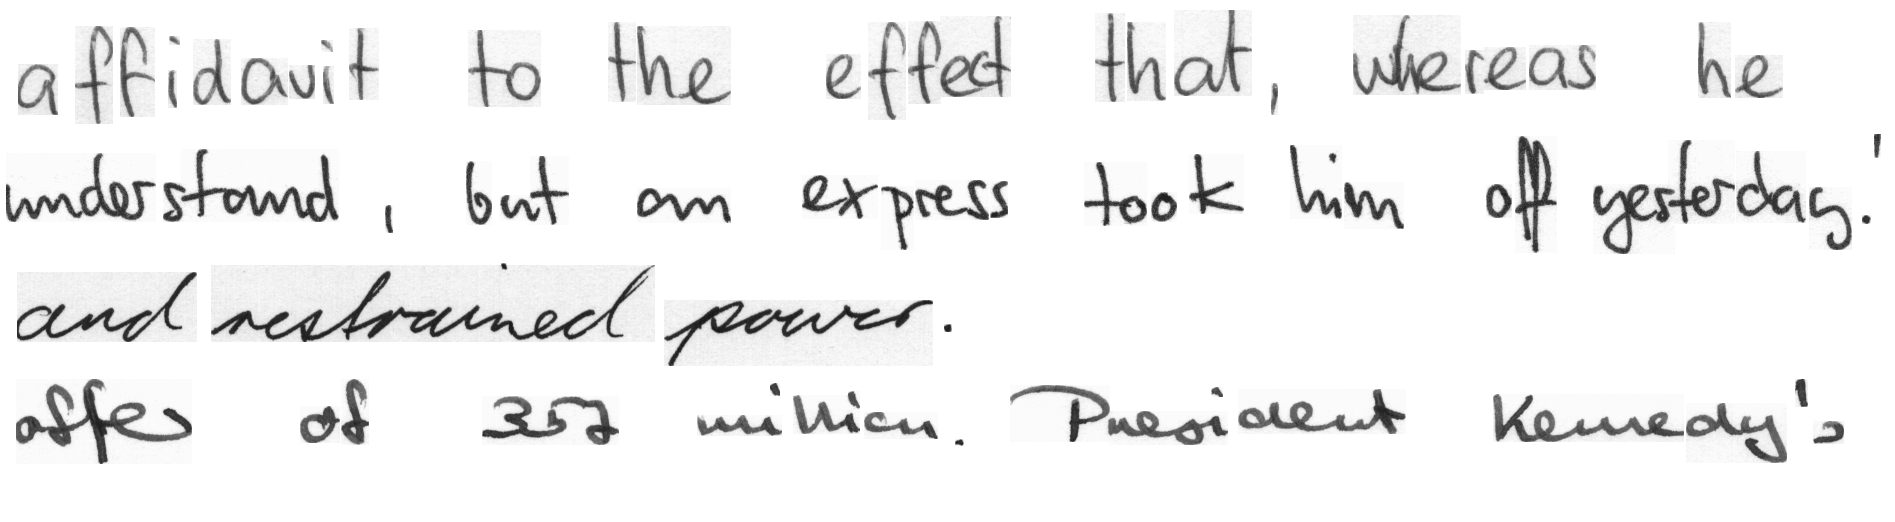 affidavit to the effect that, whereas he
understand, but an express took him off yesterday.'
and restrained power.
offer of 357 million. President Kennedy's